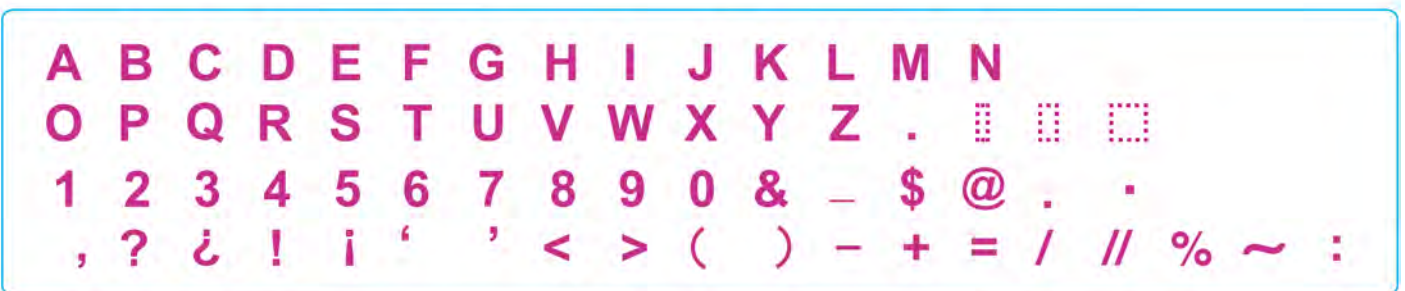 A B C D E F G H I J K L M N
O P Q R S T U V W X Y Z .
1 2 3 4 5 6 7 8 9 0 & _ $ @ . ·
, ? ¿ ! ¡ ‘ ’ < > ( ) – + = / // % ~ :